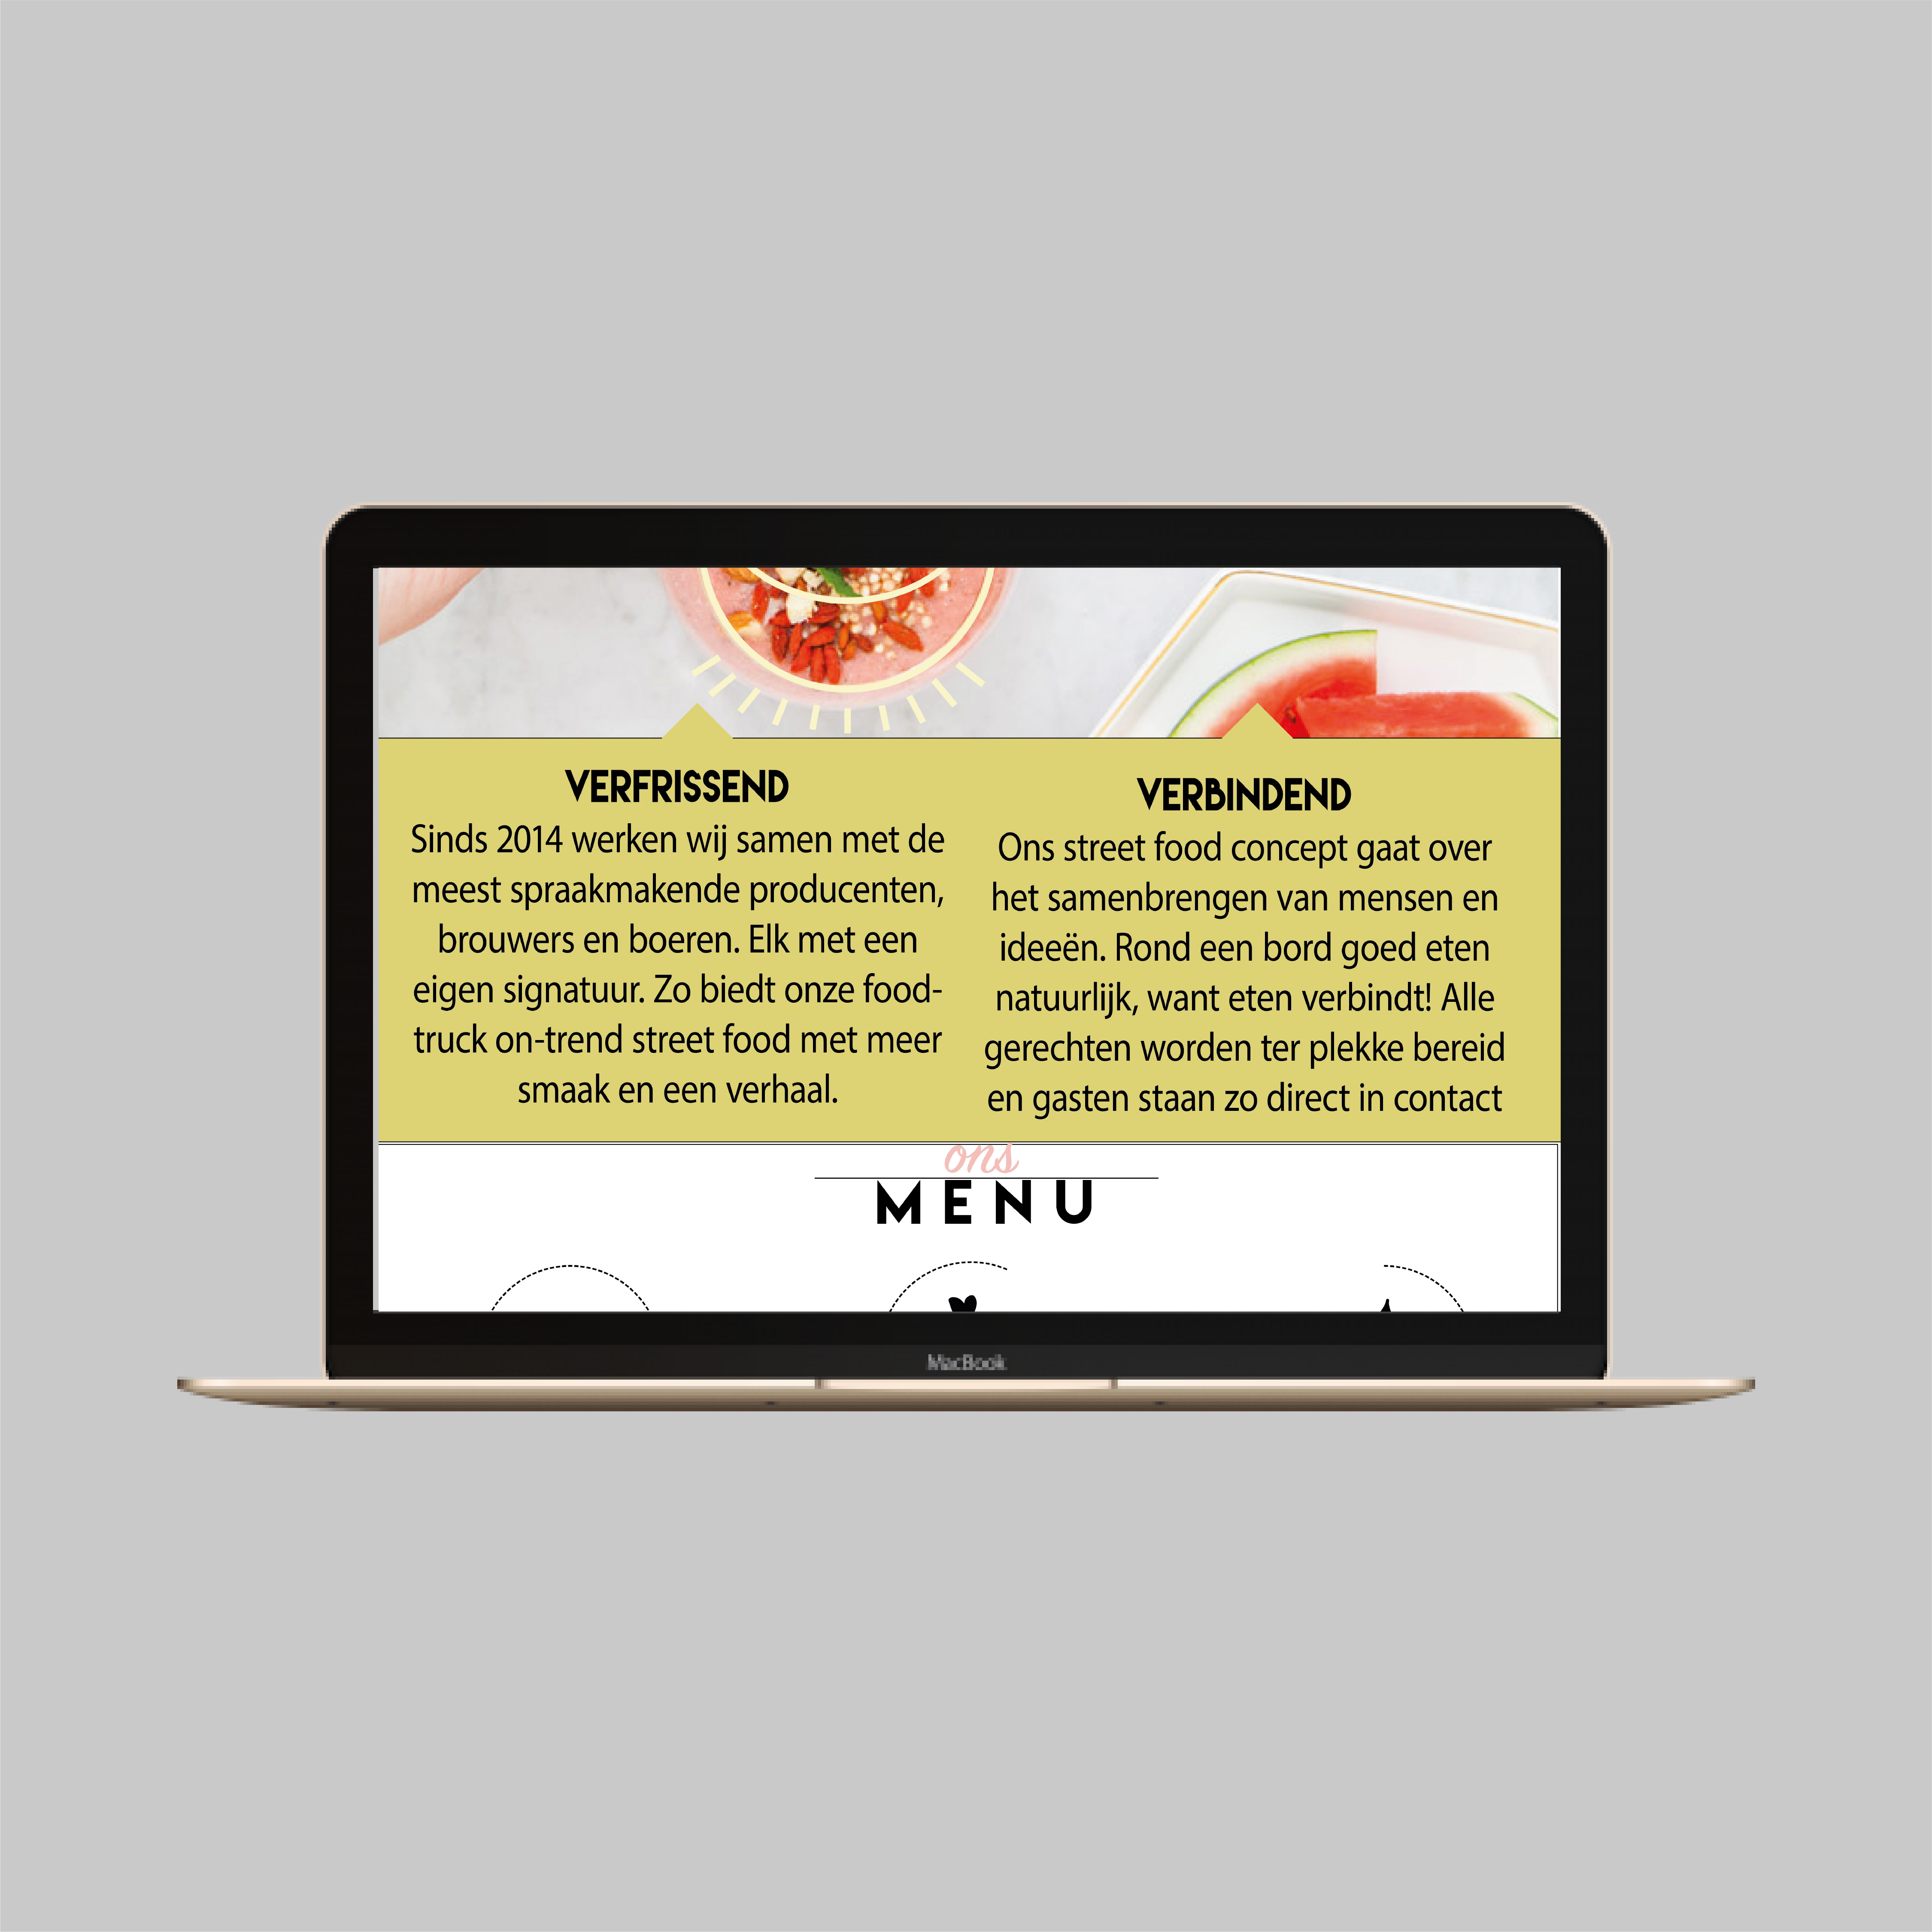 VERFRISSEND
Sinds 2014 werken wij samen met de
meest spraakmakende producenten,
brouwers en boeren. Elk met een
eigen signatuur. Zo biedt onze food-
truck on-trend street food met meer
smaak en een verhaal.
VERBINDEND
Ons street food concept gaat over
het samenbrengen van mensen en
ideeën. Rond een bord goed eten
natuurlijk, want eten verbindt! Alle
gerechten worden ter plekke bereid
en gasten staan zo direct in contact
ons
MENU
MacBook